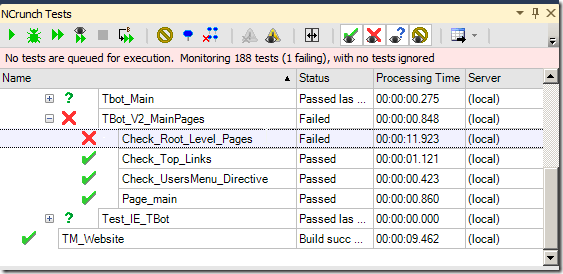 NCrunch Tests
No tests are queued for execution.  Monitoring 188 tests (1 failing), with no tests ignored
Name Status Processing Time Server
Tbot_Main Passed las ... 00:00:00.275 (local)
TBot_V2_MainPages Failed 00:00:00.848 (local)
Check_Root_Level_Pages Failed 00:00:11.923 (local)
Check_Top_Links Passed 00:00:01.121 (local)
Check_UsersMenu_Directive Passed 00:00:00.423 (local)
Page_main Passed 00:00:00.860 (local)
Test_IE_TBot Passed las ... 00:00:00.000 (local)
TM_Website Build succ ... 00:00:09.462 (local)